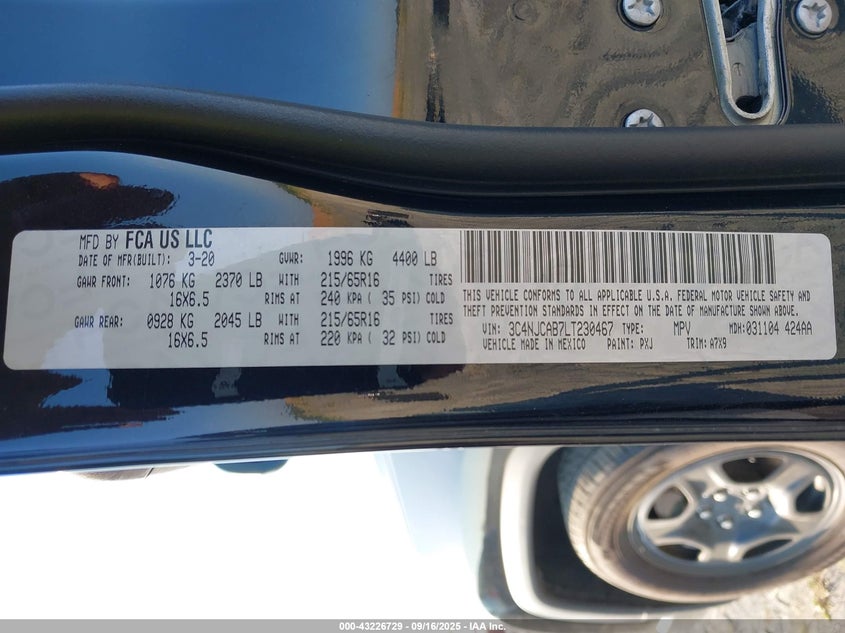 MFD BY FCA US LLC
DATE OF MFR(BUILT): 3-20 GVWR: 1996 KG 4400 LB
GAWR FRONT: 1076 KG 2370 LB WITH 215/65R16 TIRES
16X6.5 RIMS AT 240 KPA ( 35 PSI) COLD
GAWR REAR: 0928 KG 2045 LB WITH 215/65R16 TIRES
16X6.5 RIMS AT 220 KPA ( 32 PSI) COLD
THIS VEHICLE CONFORMS TO ALL APPLICABLE U.S.A. FEDERAL MOTOR VEHICLE SAFETY AND
THEFT PREVENTION STANDARDS IN EFFECT ON THE DATE OF MANUFACTURE SHOWN ABOVE.
VIN: 3C4NJCAB7LT230467 TYPE: MPV MDH:031104 424AA
VEHICLE MADE IN MEXICO PAINT: PXJ TRIM: A7X9
000-43226729 - 09/16/2025 - IAA Inc.